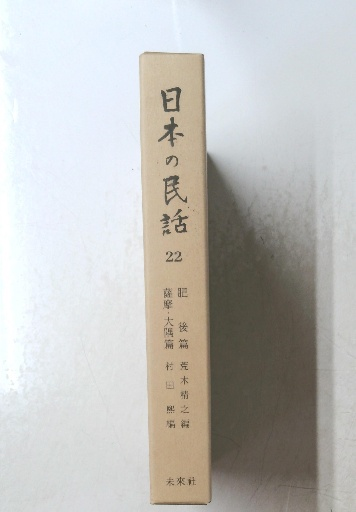 日本の民話
22
肥後篇 荒木精之編
薩摩・大隅篇 村田熙編
未來社